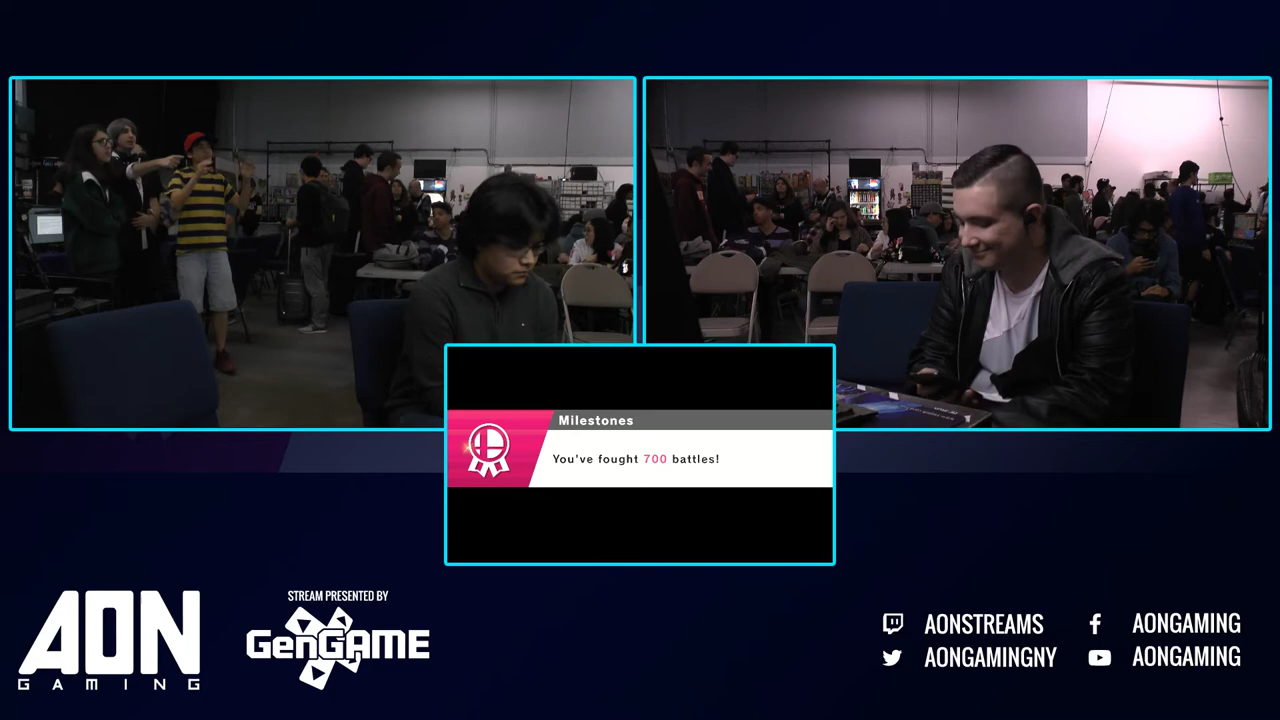 Milestones
You've fought 700 battles!
AON
GAMING
STREAM PRESENTED BY
GENGAME
AONSTREAMS
AONGAMING
AONGAMINGNY
AONGAMING